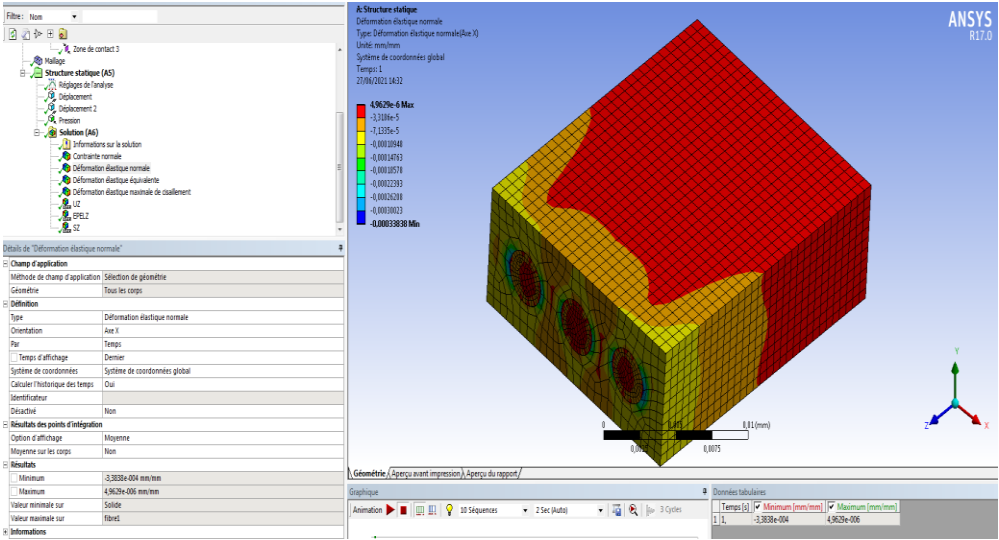 Filtre: Nom
Zone de contact 3
Maillage
Structure statique (A5)
Réglages de l'analyse
Déplacement
Déplacement 2
Pression
Solution (A6)
Informations sur la solution
Contrainte normale
Déformation élastique normale
Déformation élastique équivalente
Déformation élastique maximale de cisaillement
UZ
EPELZ
SZ
Détails de "Déformation élastique normale"
Champ d'application
Méthode de champ d'application Sélection de géométrie
Géométrie Tous les corps
Définition
Type Déformation élastique normale
Orientation Axe X
Par Temps
Temps d'affichage Dernier
Système de coordonnées Système de coordonnées global
Calculer l'historique des temps Oui
Identificateur
Désactivé Non
Résultats des points d'intégration
Option d'affichage Moyenne
Moyenne sur les corps Non
Résultats
Minimum -3,3838e-004 mm/mm
Maximum 4,9629e-006 mm/mm
Valeur minimale sur Solide
Valeur maximale sur fibre1
Informations
A: Structure statique
Déformation élastique normale
Type: Déformation élastique normale(Axe X)
Unité: mm/mm
Système de coordonnées global
Temps: 1
27/06/2021 14:32
4,9629e-6 Max
-3,3186e-5
-7,1335e-5
-0,00010948
-0,00014763
-0,00018578
-0,00022393
-0,00026208
-0,00030023
-0,00033838 Min
ANSYS
R17.0
0 0,005 0,01 (mm)
0,0025 0,0075
Y
Z X
Géométrie Aperçu avant impression Aperçu du rapport
Graphique
Animation 10 Séquences 2 Sec (Auto) 3 Cycles
Données tabulaires
Temps [s] Minimum [mm/mm] Maximum [mm/mm]
1 1, -3,3838e-004 4,9629e-006